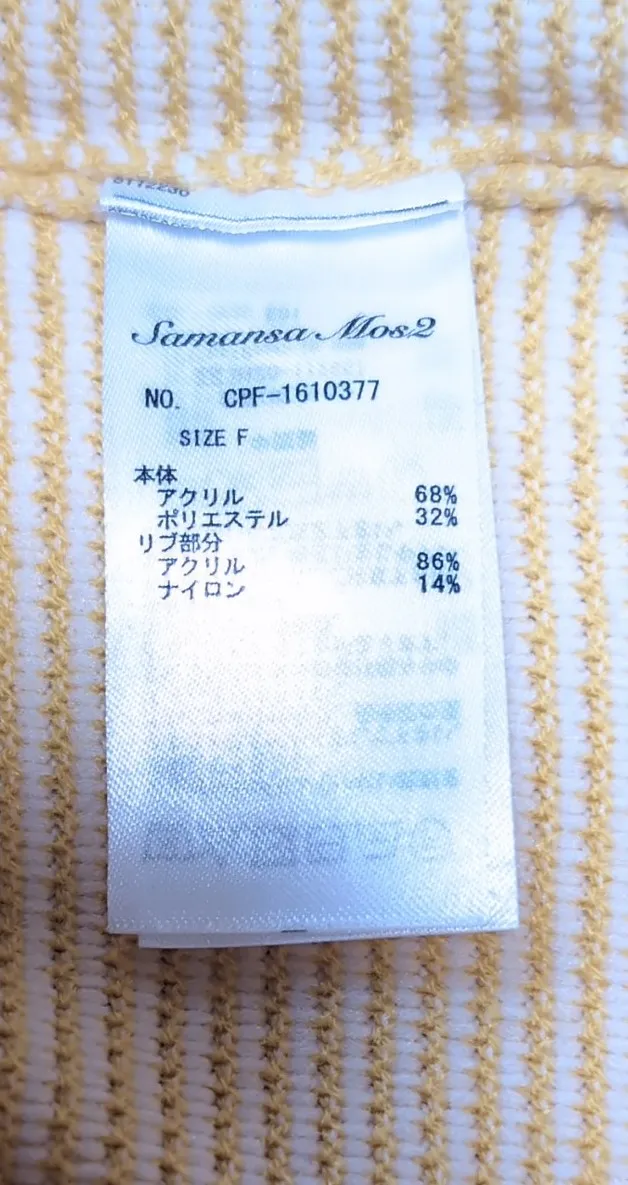 Samansa Mos2
NO. CPF-1610377
SIZE F
本体
アクリル 68%
ポリエステル 32%
リブ部分
アクリル 86%
ナイロン 14%